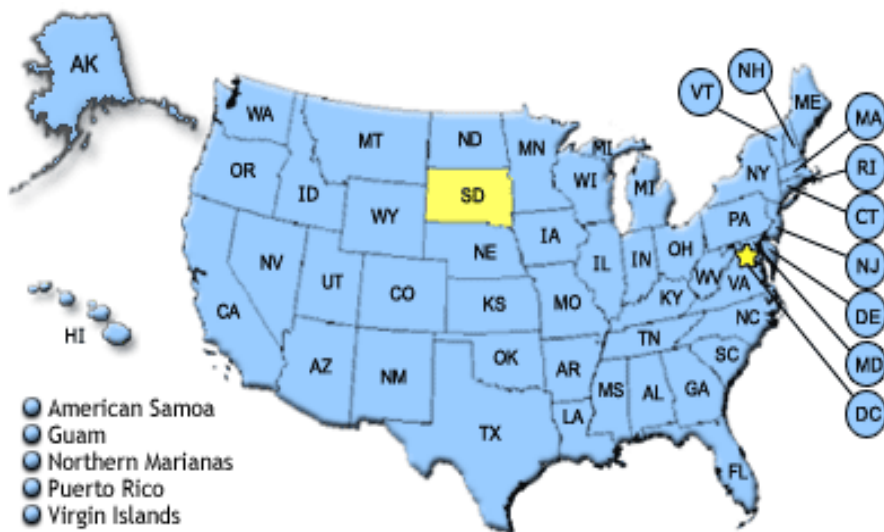 AK
WA
OR
CA
ID
NV
MT
WY
UT
AZ
CO
NM
ND
SD
NE
KS
OK
TX
MN
IA
MO
AR
LA
WI
IL
MI
MI
IN
OH
KY
TN
MS
AL
GA
FL
SC
NC
VA
WV
PA
NY
ME
VT
NH
MA
RI
CT
NJ
DE
MD
DC
HI
American Samoa
Guam
Northern Marianas
Puerto Rico
Virgin Islands